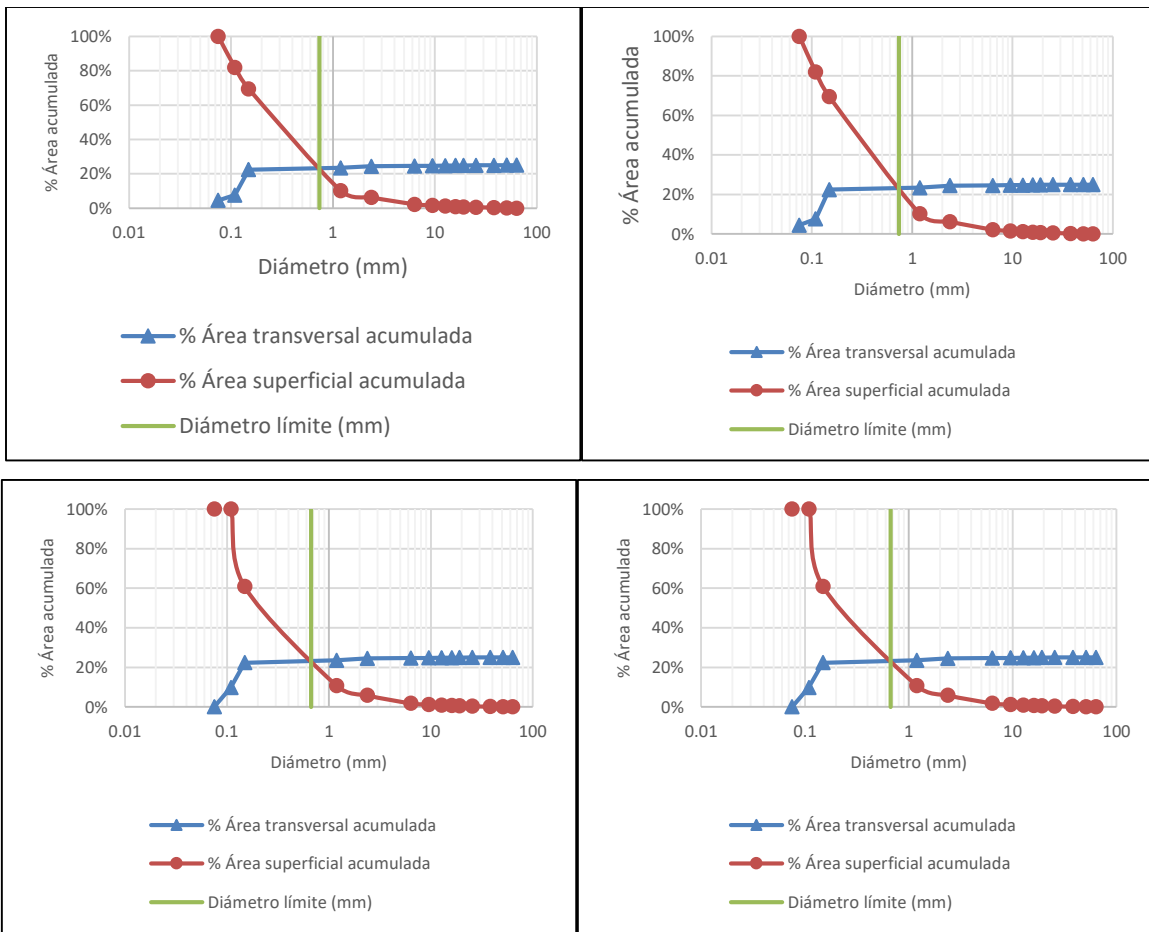 % Área acumulada
100%
80%
60%
40%
20%
0%
0.01 0.1 1 10 100
Diámetro (mm)
% Área transversal acumulada
% Área superficial acumulada
Diámetro límite (mm)
% Área acumulada
100%
80%
60%
40%
20%
0%
0.01 0.1 1 10 100
Diámetro (mm)
% Área transversal acumulada
% Área superficial acumulada
Diámetro límite (mm)
% Área acumulada
100%
80%
60%
40%
20%
0%
0.01 0.1 1 10 100
Diámetro (mm)
% Área transversal acumulada
% Área superficial acumulada
Diámetro límite (mm)
% Área acumulada
100%
80%
60%
40%
20%
0%
0.01 0.1 1 10 100
Diámetro (mm)
% Área transversal acumulada
% Área superficial acumulada
Diámetro límite (mm)